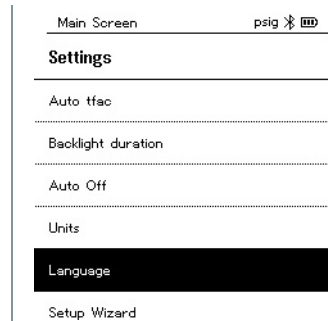 Main Screen psig
Settings
Auto tfac
Backlight duration
Auto Off
Units
Language
Setup Wizard